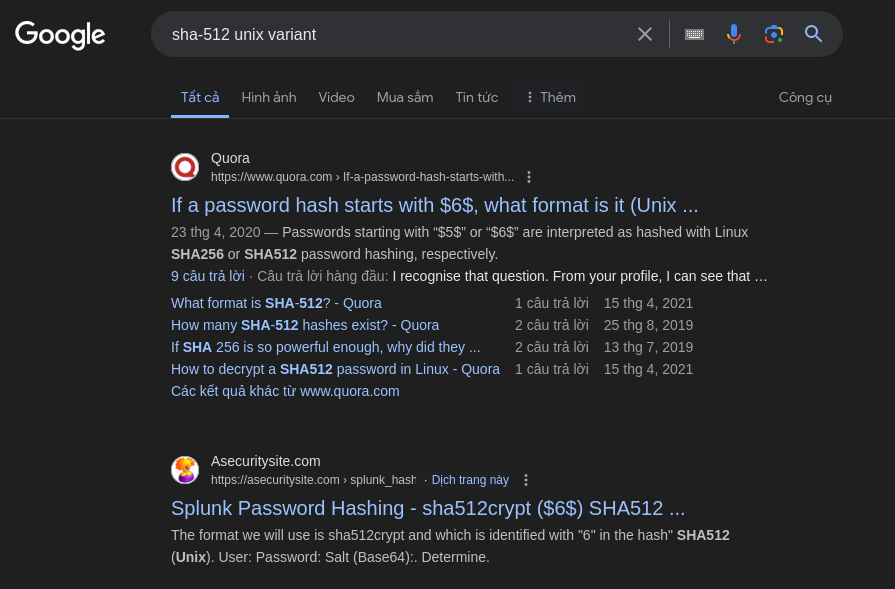 Google
sha-512 unix variant
Tất cả Hình ảnh Video Mua sắm Tin tức Thêm Công cụ
Quora
https://www.quora.com › If-a-password-hash-starts-with...
If a password hash starts with $6$, what format is it (Unix ...
23 thg 4, 2020 — Passwords starting with “$5$” or “$6$” are interpreted as hashed with Linux
SHA256 or SHA512 password hashing, respectively.
9 câu trả lời · Câu trả lời hàng đầu: I recognise that question. From your profile, I can see that …
What format is SHA-512? - Quora 1 câu trả lời 15 thg 4, 2021
How many SHA-512 hashes exist? - Quora 2 câu trả lời 25 thg 8, 2019
If SHA 256 is so powerful enough, why did they ... 2 câu trả lời 13 thg 7, 2019
How to decrypt a SHA512 password in Linux - Quora 1 câu trả lời 15 thg 4, 2021
Các kết quả khác từ www.quora.com
Asecuritysite.com
https://asecuritysite.com › splunk_hash · Dịch trang này
Splunk Password Hashing - sha512crypt ($6$) SHA512 ...
The format we will use is sha512crypt and which is identified with "6" in the hash" SHA512
(Unix). User: Password: Salt (Base64):. Determine.